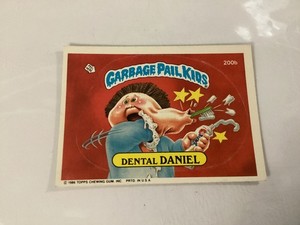 GARBAGE PAIL KIDS
200b
DENTAL DANIEL
© 1986 TOPPS CHEWING GUM, INC. PRTD. IN U.S.A.